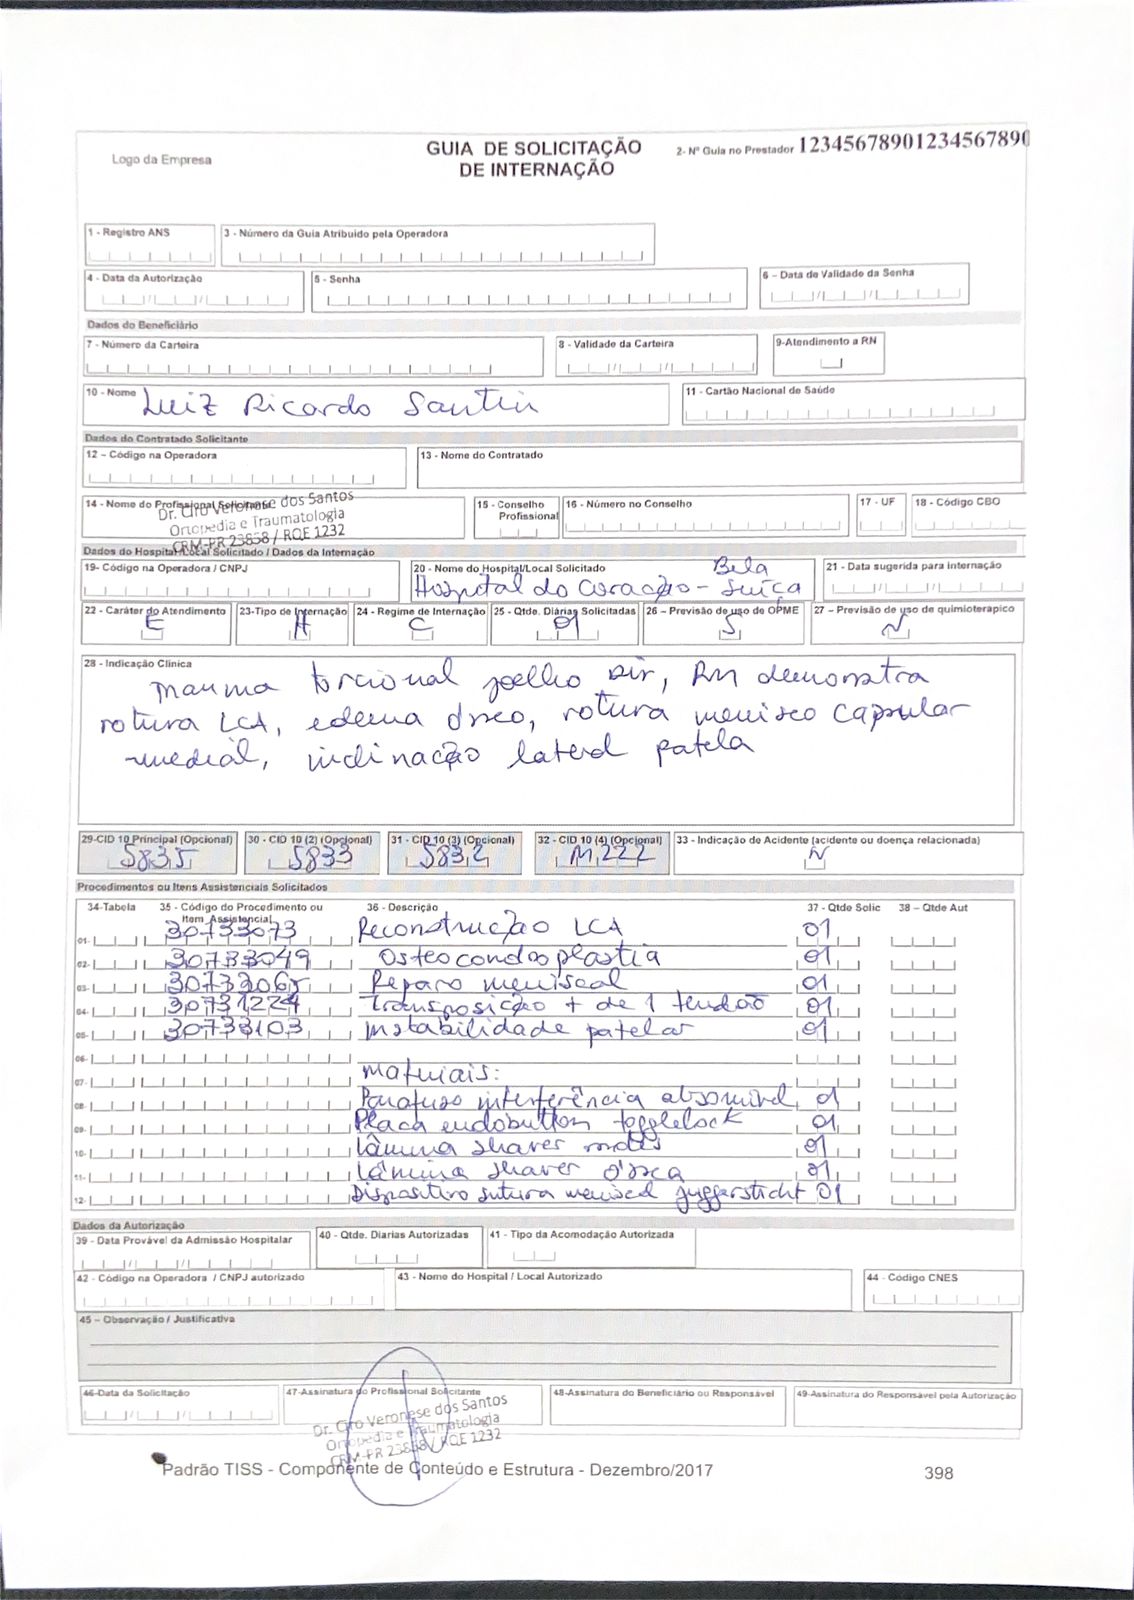 Logo da Empresa
GUIA DE SOLICITAÇÃO
DE INTERNAÇÃO
2- Nº Guia no Prestador 12345678901234567890
1 - Registro ANS
3 - Número da Guia Atribuído pela Operadora
4 - Data da Autorização
5 - Senha
6 – Data de Validade da Senha
Dados do Beneficiário
7 - Número da Carteira
8 - Validade da Carteira
9-Atendimento a RN
10 - Nome Luiz Ricardo Santin
11 - Cartão Nacional de Saúde
Dados do Contratado Solicitante
12 – Código na Operadora
13 - Nome do Contratado
14 - Nome do Profissional Solicitante
Dr. Ciro Veronese dos Santos
Ortopedia e Traumatologia
CRM-PR 23858 / RQE 1232
15 - Conselho
Profissional
16 - Número no Conselho
17 - UF
18 - Código CBO
Dados do Hospital /Local Solicitado / Dados da Internação
19- Código na Operadora / CNPJ
20 - Nome do Hospital/Local Solicitado
Hospital do Coração - Bela Suíça
21 - Data sugerida para internação
22 - Caráter do Atendimento E
23-Tipo de Internação H
24 - Regime de Internação C
25 - Qtde. Diárias Solicitadas 01
26 – Previsão de uso de OPME S
27 – Previsão de uso de quimioterápico N
28 - Indicação Clínica
trauma torcional joelho dir, RM demonstra
rotura LCA, edema ósseo, rotura menisco capsular
medial, inclinação lateral patela
29-CID 10 Principal (Opcional) S835
30 - CID 10 (2) (Opcional) S833
31 - CID 10 (3) (Opcional) S832
32 - CID 10 (4) (Opcional) M222
33 - Indicação de Acidente (acidente ou doença relacionada) N
Procedimentos ou Itens Assistenciais Solicitados
34-Tabela
35 - Código do Procedimento ou
Item Assistencial
36 - Descrição
37 - Qtde Solic
38 – Qtde Aut
01- 30733073 Reconstrução LCA 01
02- 30733049 Osteocondroplastia 01
03- 30733065 Reparo meniscal 01
04- 30731224 Transposição + de 1 tendão 01
05- 30733103 Instabilidade patelar 01
06-
07- Materiais:
08- Parafuso interferência absorvível 01
09- Placa endobutton togglelock 01
10- Lâmina shaver 01
11- Lâmina shaver óssea 01
12- Dispositivo sutura meniscal juggersticht 01
Dados da Autorização
39 - Data Provável da Admissão Hospitalar
40 - Qtde. Diarias Autorizadas
41 - Tipo da Acomodação Autorizada
42 - Código na Operadora / CNPJ autorizado
43 - Nome do Hospital / Local Autorizado
44 - Código CNES
45 – Observação / Justificativa
46-Data da Solicitação
47-Assinatura do Profissional Solicitante
48-Assinatura do Beneficiário ou Responsável
49-Assinatura do Responsável pela Autorização
Dr. Ciro Veronese dos Santos
Ortopedia e Traumatologia
CRM-PR 23858 / RQE 1232
Padrão TISS - Componente de Conteúdo e Estrutura - Dezembro/2017
398